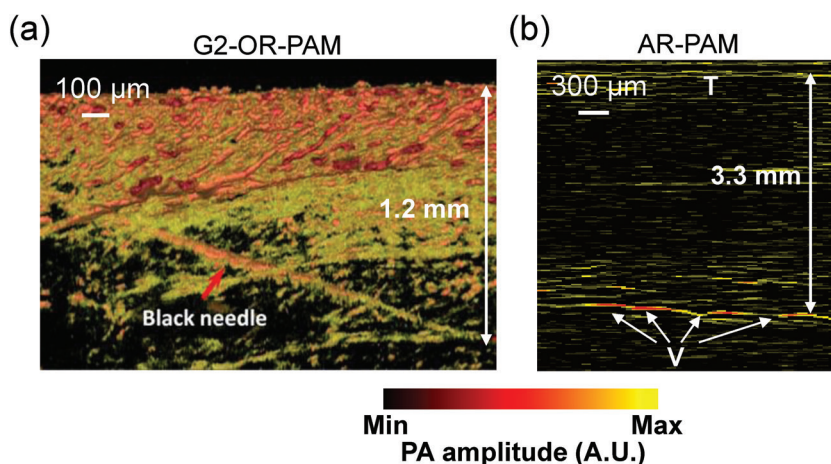 (a)
G2-OR-PAM
100 μm
1.2 mm
Black needle
(b)
AR-PAM
300 μm
T
3.3 mm
V
Min
Max
PA amplitude (A.U.)